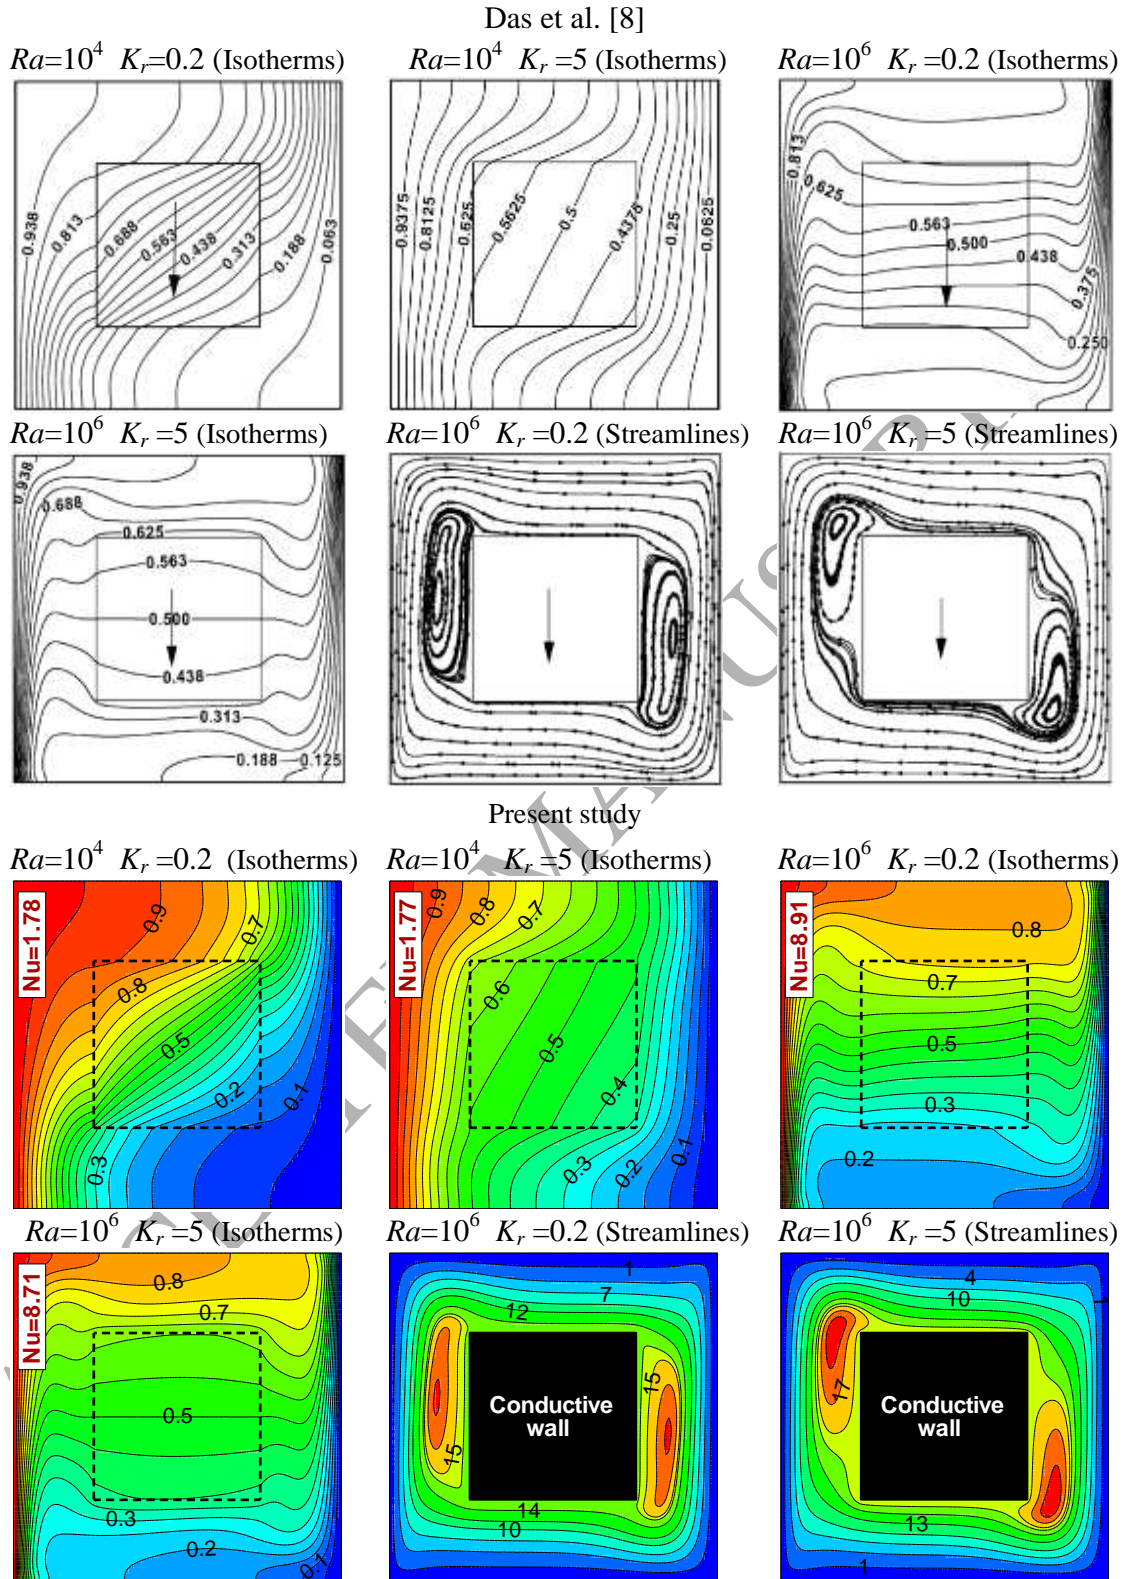 Das et al. [8]
Ra=10^4 K_r=0.2 (Isotherms) Ra=10^4 K_r=5 (Isotherms) Ra=10^6 K_r=0.2 (Isotherms)
0.938 0.813 0.688 0.563 0.438 0.313 0.188 0.063
0.9375 0.8125 0.625 0.5625 0.5 0.4375 0.25 0.0625
0.813 0.625 0.563 0.500 0.438 0.375 0.250
Ra=10^6 K_r=5 (Isotherms) Ra=10^6 K_r=0.2 (Streamlines) Ra=10^6 K_r=5 (Streamlines)
0.938
0.688
0.625
0.563
0.500
0.438
0.313
0.188 0.125
Present study
Ra=10^4 K_r=0.2 (Isotherms) Ra=10^4 K_r=5 (Isotherms) Ra=10^6 K_r=0.2 (Isotherms)
Nu=1.78
0.9 0.7 0.8 0.5 0.2 0.1 0.3
Nu=1.77
0.9 0.8 0.7 0.6 0.5 0.4 0.3 0.2 0.1
Nu=8.91
0.8
0.7
0.5
0.3
0.2
Ra=10^6 K_r=5 (Isotherms) Ra=10^6 K_r=0.2 (Streamlines) Ra=10^6 K_r=5 (Streamlines)
Nu=8.71
0.8
0.7
0.5
0.3
0.2 0.1
1
7
12
15 15
Conductive
wall
14
10
4
10
17
Conductive
wall
13
1